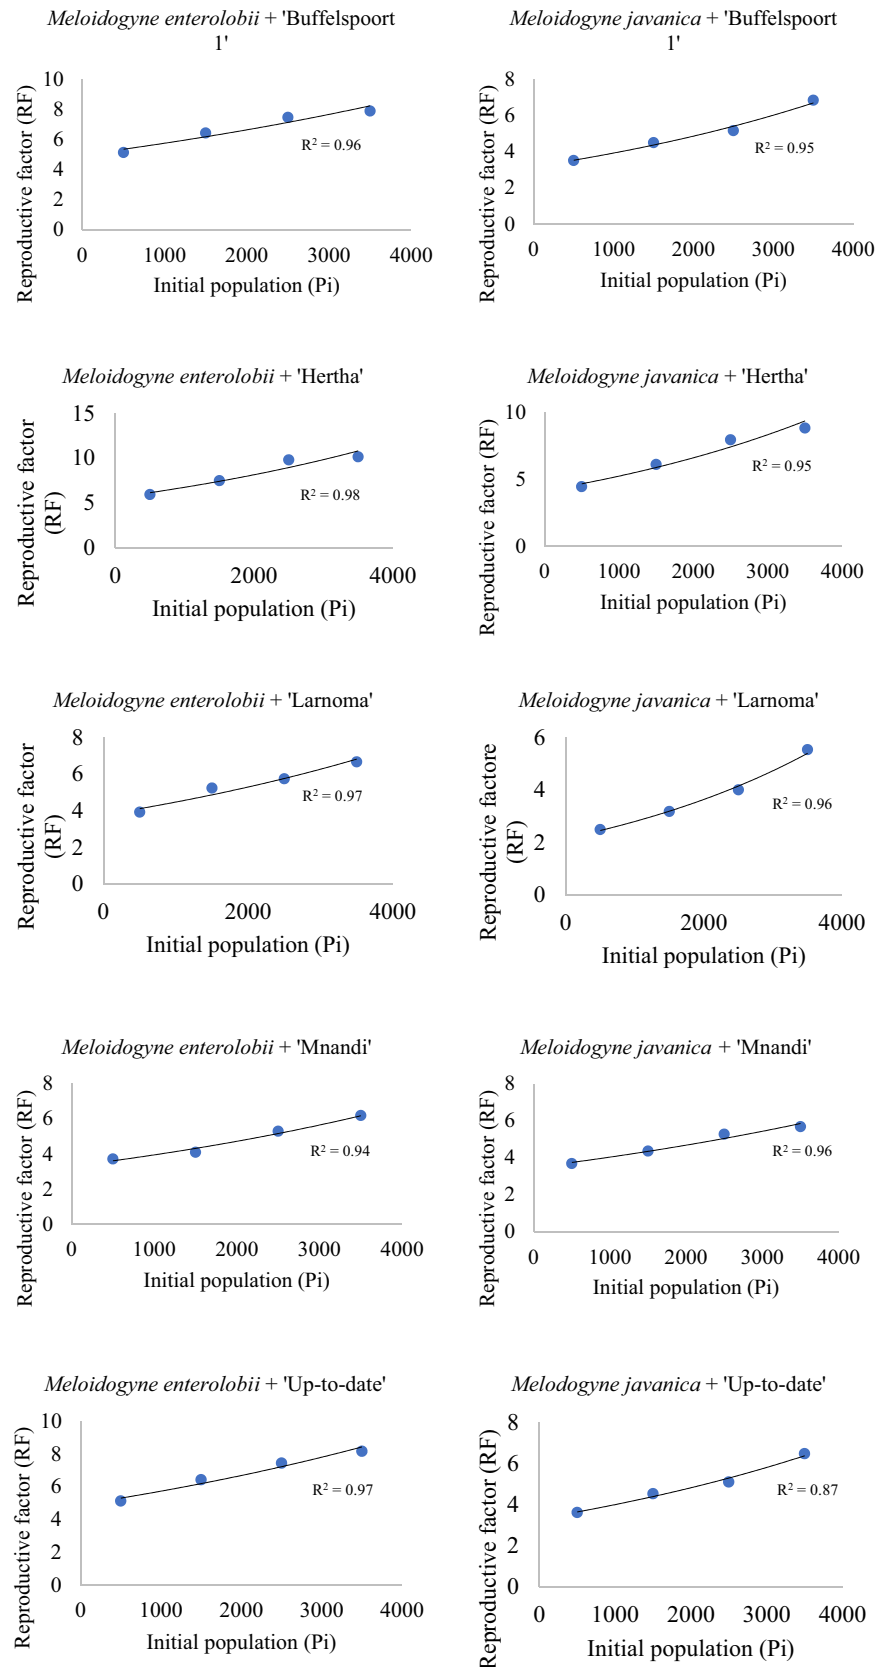 Meloidogyne enterolobii + 'Buffelspoort
1'
Reproductive factor (RF)
10
8
6
4
2
0
R² = 0.96
0 1000 2000 3000 4000
Initial population (Pi)
Meloidogyne javanica + 'Buffelspoort
1'
Reproductive factor (RF)
8
6
4
2
0
R² = 0.95
0 1000 2000 3000 4000
Initial population (Pi)
Meloidogyne enterolobii + 'Hertha'
Reproductive factor
(RF)
15
10
5
0
R² = 0.98
0 2000 4000
Initial population (Pi)
Meloidogyne javanica + 'Hertha'
Reproductive factor (RF)
10
5
0
R² = 0.95
0 1000 2000 3000 4000
Initial population (Pi)
Meloidogyne enterolobii + 'Larnoma'
Reproductive factor
(RF)
8
6
4
2
0
R² = 0.97
0 2000 4000
Initial population (Pi)
Meloidogyne javanica + 'Larnoma'
Reproductive factore
(RF)
6
4
2
0
R² = 0.96
0 2000 4000
Initial population (Pi)
Meloidogyne enterolobii + 'Mnandi'
Reproductive factor (RF)
8
6
4
2
0
R² = 0.94
0 1000 2000 3000 4000
Initial population (Pi)
Meloidogyne javanica + 'Mnandi'
Reproductive factor (RF)
8
6
4
2
0
R² = 0.96
0 1000 2000 3000 4000
Initial population (Pi)
Meloidogyne enterolobii + 'Up-to-date'
Reproductive factor (RF)
10
8
6
4
2
0
R² = 0.97
0 1000 2000 3000 4000
Initial population (Pi)
Melodogyne javanica + 'Up-to-date'
Reproductive factor (RF)
8
6
4
2
0
R² = 0.87
0 1000 2000 3000 4000
Initial population (Pi)